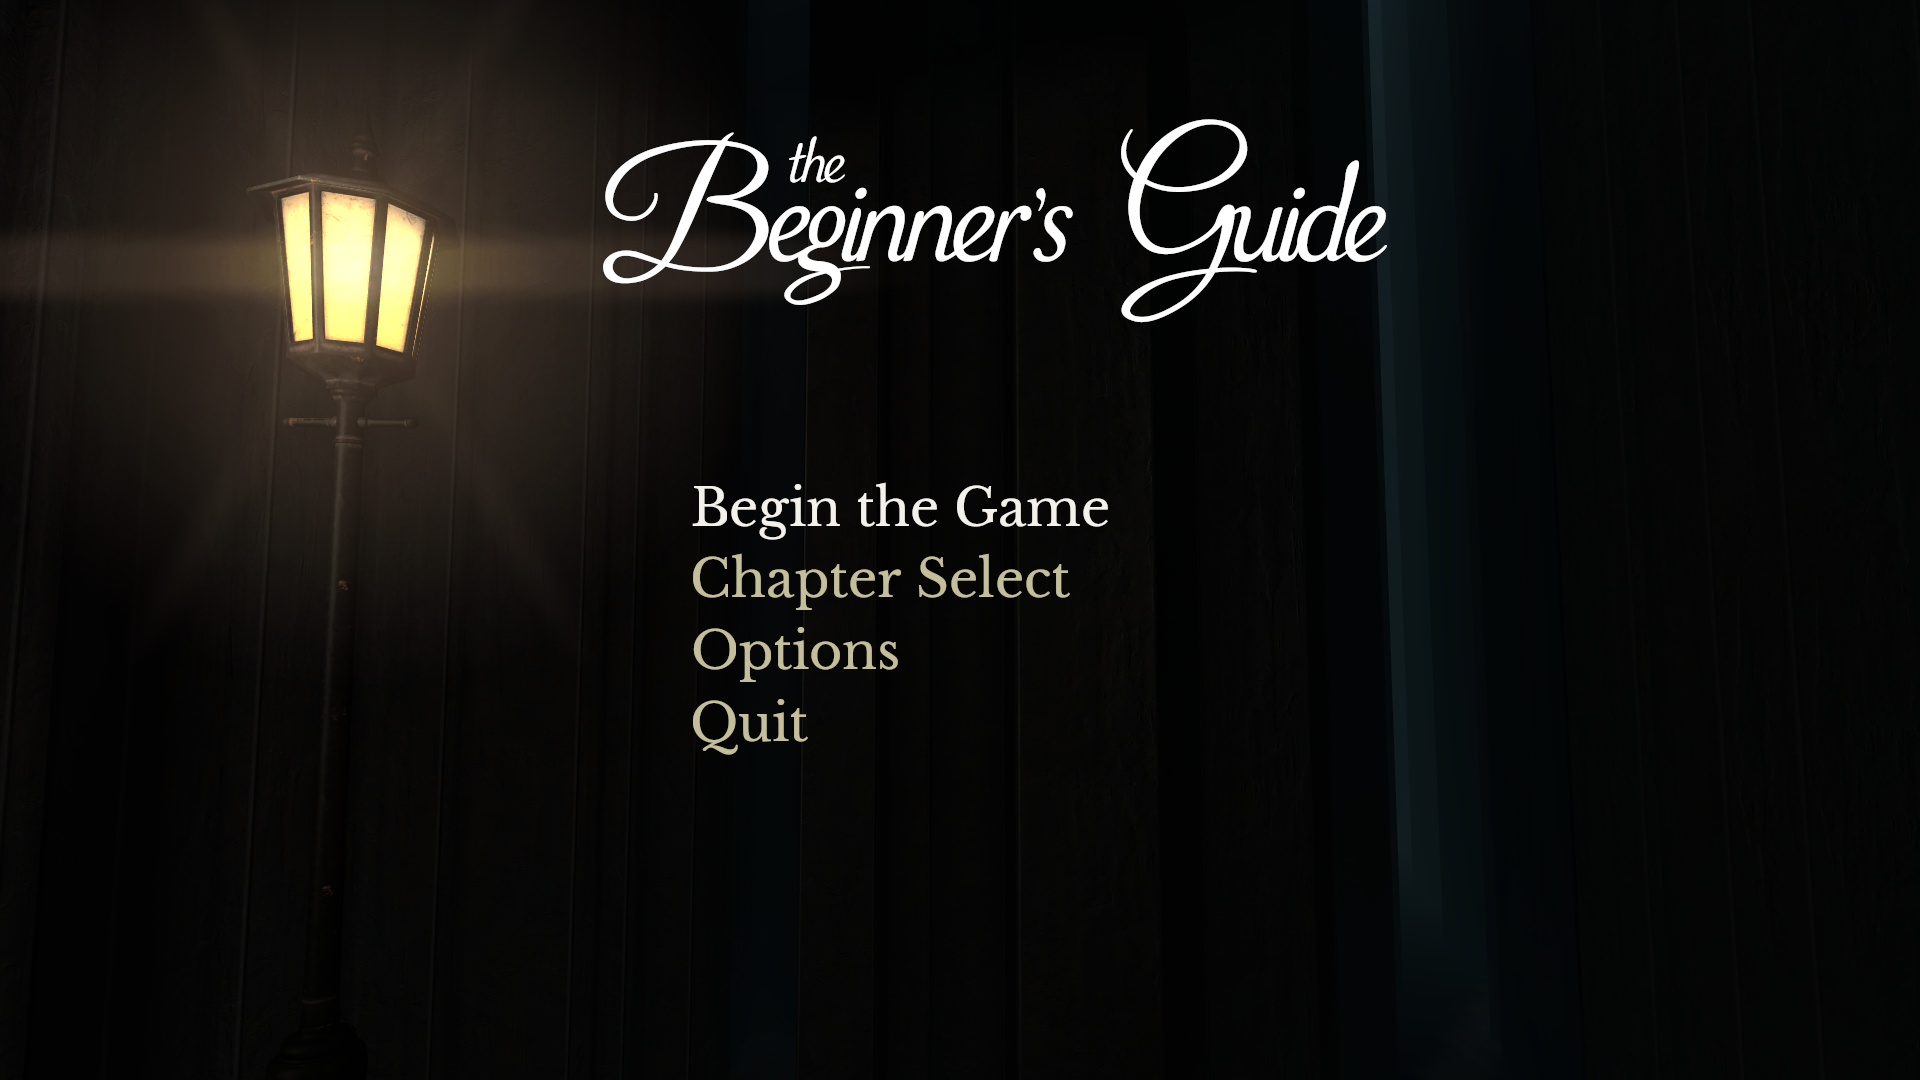 the
Beginner's Guide
Begin the Game
Chapter Select
Options
Quit